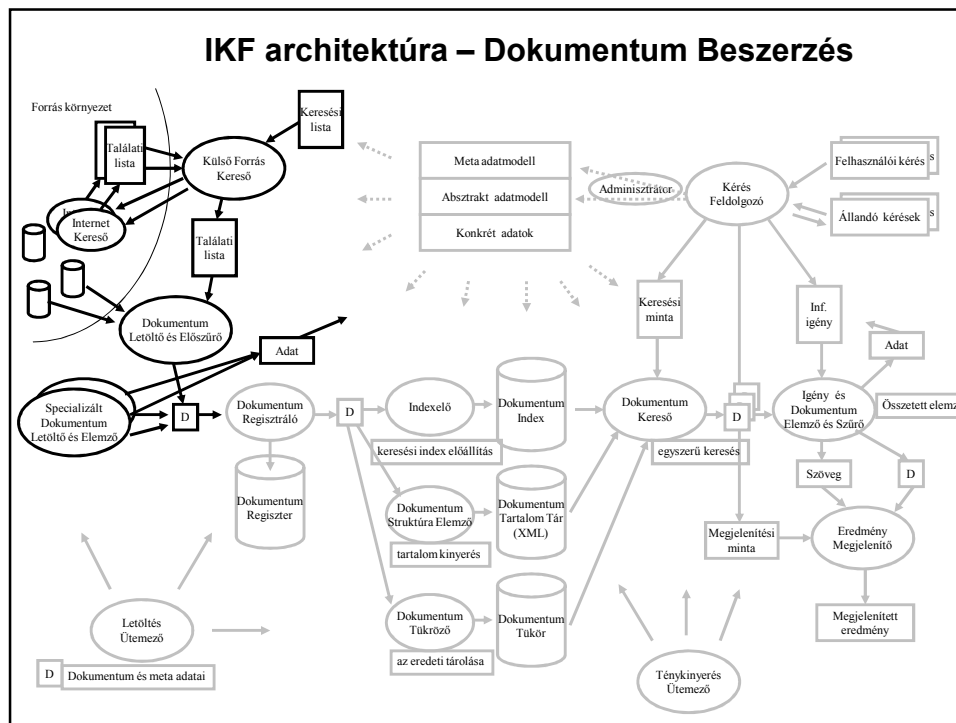 IKF architektúra – Dokumentum Beszerzés
Forrás környezet
Találati
lista
Keresési
lista
Külső Forrás
Kereső
Internet
Kereső
Találati
lista
Meta adatmodell
Absztrakt adatmodell
Konkrét adatok
Adminisztrátor
Kérés
Feldolgozó
Felhasználói kérés
Állandó kérések
Dokumentum
Letöltő és Előszűrő
Keresési
minta
Inf.
igény
Adat
Adat
Specializált
Dokumentum
Letöltő és Elemző
D
Dokumentum
Regisztráló
D
Indexelő
Dokumentum
Index
Dokumentum
Kereső
D
Igény és
Dokumentum
Elemző és Szűrő
Összetett elemz
keresési index előállítás
egyszerű keresés
Dokumentum
Regiszter
Dokumentum
Struktúra Elemző
Dokumentum
Tartalom Tár
(XML)
Szöveg
D
tartalom kinyerés
Megjelenítési
minta
Eredmény
Megjelenítő
Letöltés
Ütemező
Dokumentum
Tükröző
Dokumentum
Tükör
Megjelenített
eredmény
az eredeti tárolása
D
Dokumentum és meta adatai
Ténykinyerés
Ütemező